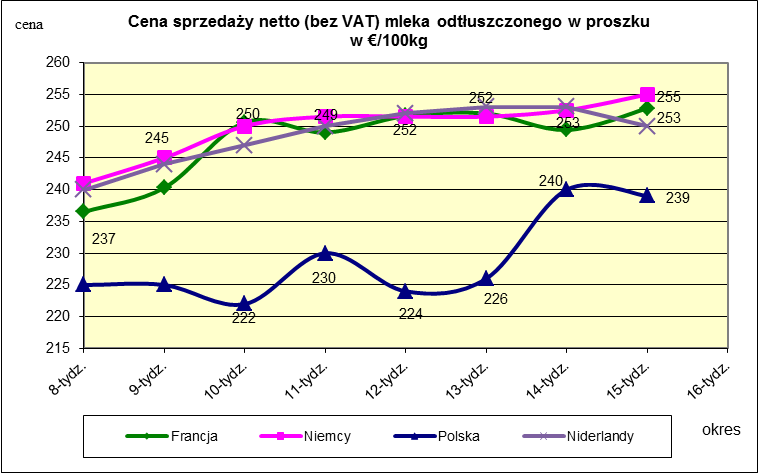 cena
Cena sprzedaży netto (bez VAT) mleka odtłuszczonego w proszku
w €/100kg
260
255
250
245
240
235
230
225
220
215
237
245
250
249
252
252
253
255
253
222
230
224
226
240
239
8-tydz.
9-tydz.
10-tydz.
11-tydz.
12-tydz.
13-tydz.
14-tydz.
15-tydz.
16-tydz.
Francja Niemcy Polska Niderlandy
okres